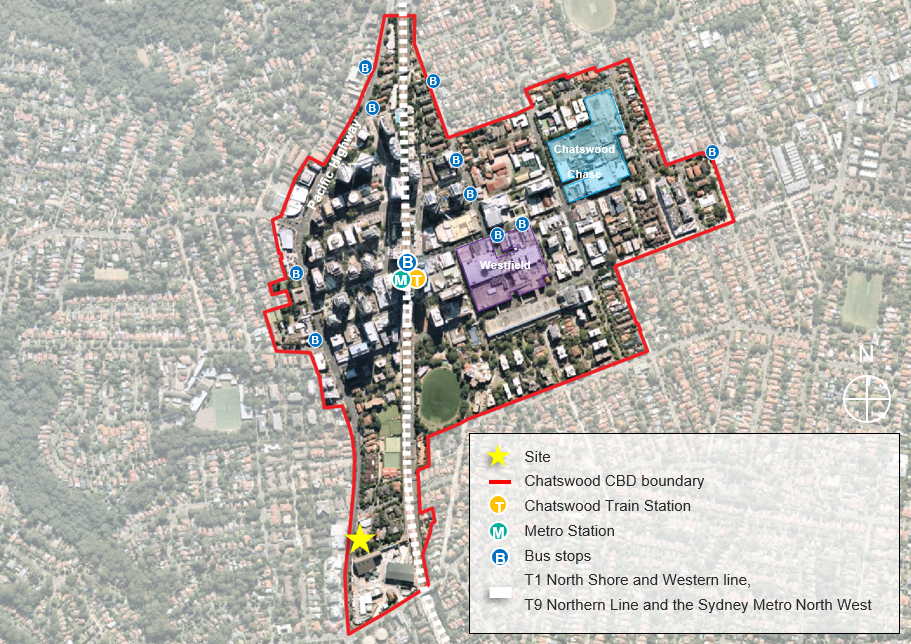 B
B
B
Pacific Highway
B
B
B
Chatswood
Chase
B
B
Westfield
B
B
M
T
B
B
N
Site
Chatswood CBD boundary
T
Chatswood Train Station
M
Metro Station
B
Bus stops
T1 North Shore and Western line,
T9 Northern Line and the Sydney Metro North West